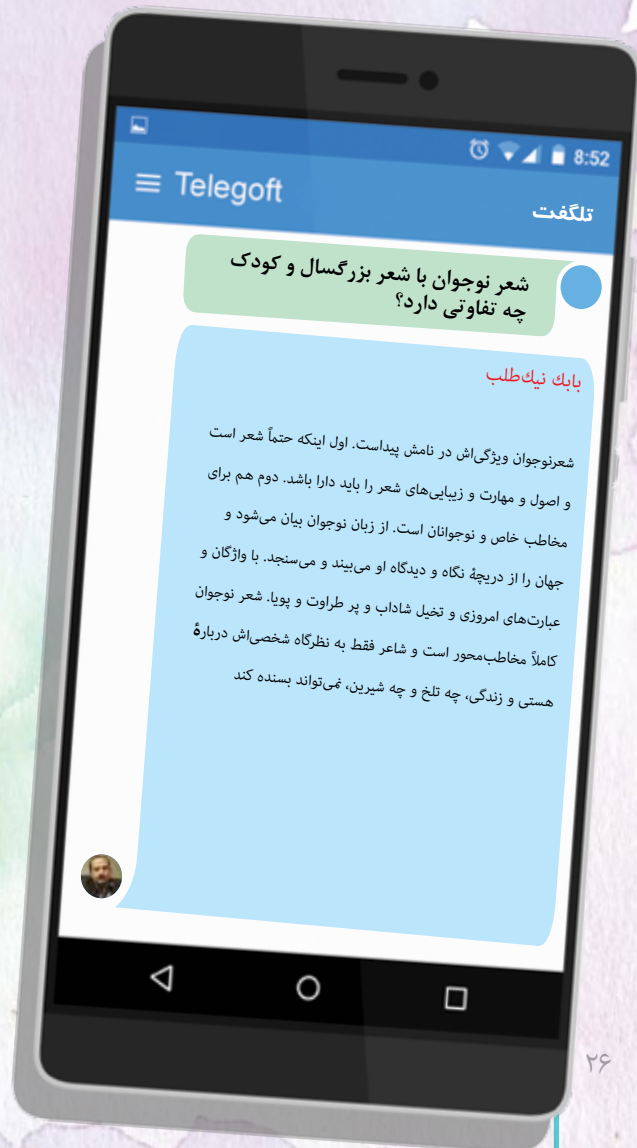 8:52
Telegoft
تلگفت
شعر نوجوان با شعر بزرگسال و کودک
چه تفاوتی دارد؟
بابك نيك‌طلب
شعرنوجوان ویژگی‌اش در نامش پیداست. اول اینکه حتماً شعر است
و اصول و مهارت و زیبایی‌های شعر را باید دارا باشد. دوم هم برای
مخاطب خاص و نوجوانان است. از زبان نوجوان بیان می‌شود و
جهان را از دریچهٔ نگاه و دیدگاه او می‌بیند و می‌سنجد. با واژگان و
عبارت‌های امروزی و تخیل شاداب و پر طراوت و پویا. شعر نوجوان
کاملاً مخاطب‌محور است و شاعر فقط به نظرگاه شخصی‌اش دربارهٔ
هستی و زندگی، چه تلخ و چه شیرین، نمی‌تواند بسنده کند
۲۶